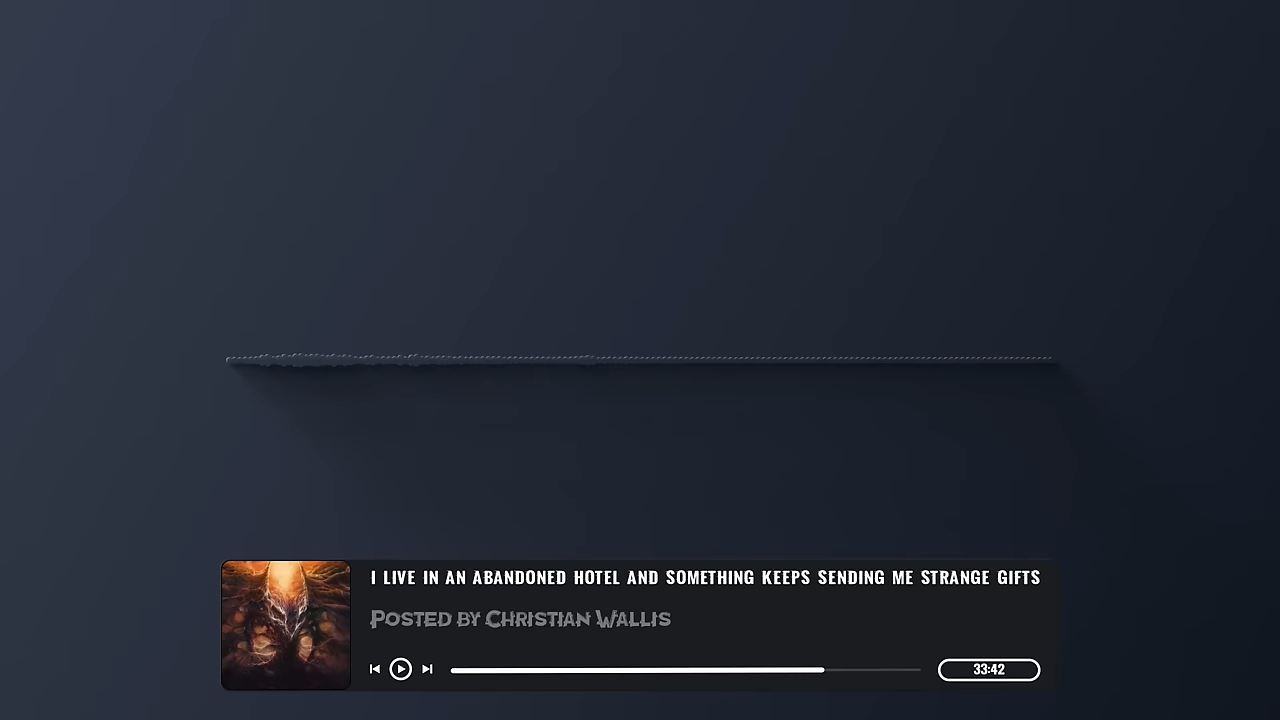 I LIVE IN AN ABANDONED HOTEL AND SOMETHING KEEPS SENDING ME STRANGE GIFTS
Posted by Christian Wallis
33:42